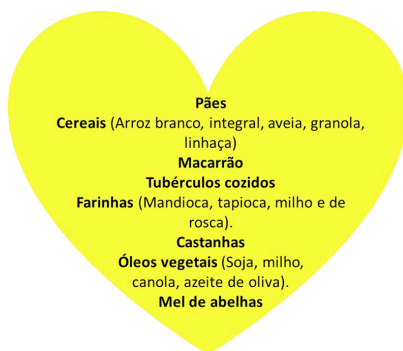 Pães
Cereais (Arroz branco, integral, aveia, granola,
linhaça)
Macarrão
Tubérculos cozidos
Farinhas (Mandioca, tapioca, milho e de
rosca).
Castanhas
Óleos vegetais (Soja, milho,
canola, azeite de oliva).
Mel de abelhas